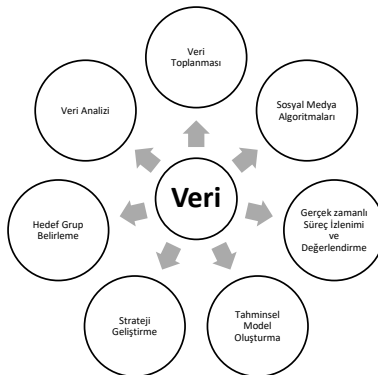 Veri
Toplanması
Sosyal Medya
Algoritmaları
Gerçek zamanlı
Süreç İzlenimi
ve
Değerlendirme
Tahminsel
Model
Oluşturma
Strateji
Geliştirme
Hedef Grup
Belirleme
Veri Analizi
Veri